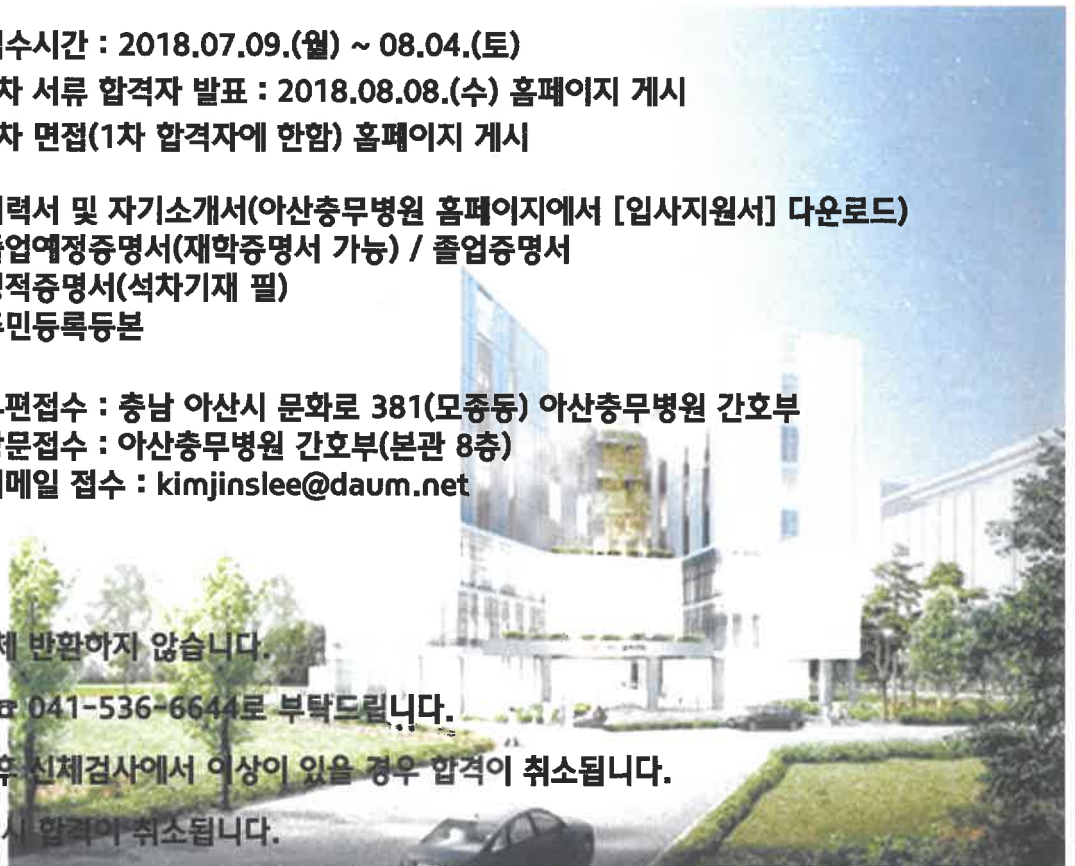 수시간 : 2018.07.09.(월) ~ 08.04.(토)
차 서류 합격자 발표 : 2018.08.08.(수) 홈페이지 게시
차 면접(1차 합격자에 한함) 홈페이지 게시
력서 및 자기소개서(아산충무병원 홈페이지에서 [입사지원서] 다운로드)
업예정증명서(재학증명서 가능) / 졸업증명서
적증명서(석차기재 필)
민등록등본
편접수 : 충남 아산시 문화로 381(모종동) 아산충무병원 간호부
문접수 : 아산충무병원 간호부(본관 8층)
메일 접수 : kimjinslee@daum.net
체 반환하지 않습니다.
☎ 041-536-6644로 부탁드립니다.
후 신체검사에서 이상이 있을 경우 합격이 취소됩니다.
시 합격이 취소됩니다.